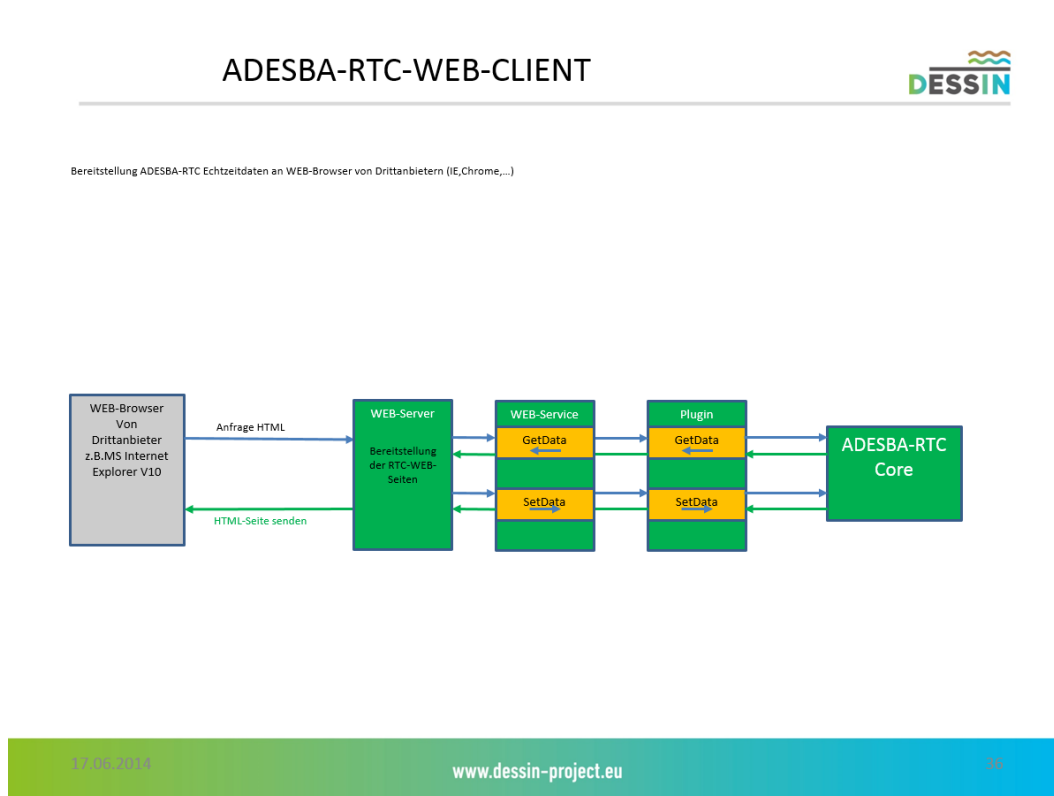 ADESBA-RTC-WEB-CLIENT
DESSIN
Bereitstellung ADESBA-RTC Echtzeitdaten an WEB-Browser von Drittanbietern (IE,Chrome,...)
WEB-Browser
Von
Drittanbieter
z.B.MS Internet
Explorer V10
Anfrage HTML
HTML-Seite senden
WEB-Server
Bereitstellung
der RTC-WEB-
Seiten
WEB-Service
GetData
SetData
Plugin
GetData
SetData
ADESBA-RTC
Core
17.06.2014
www.dessin-project.eu
36